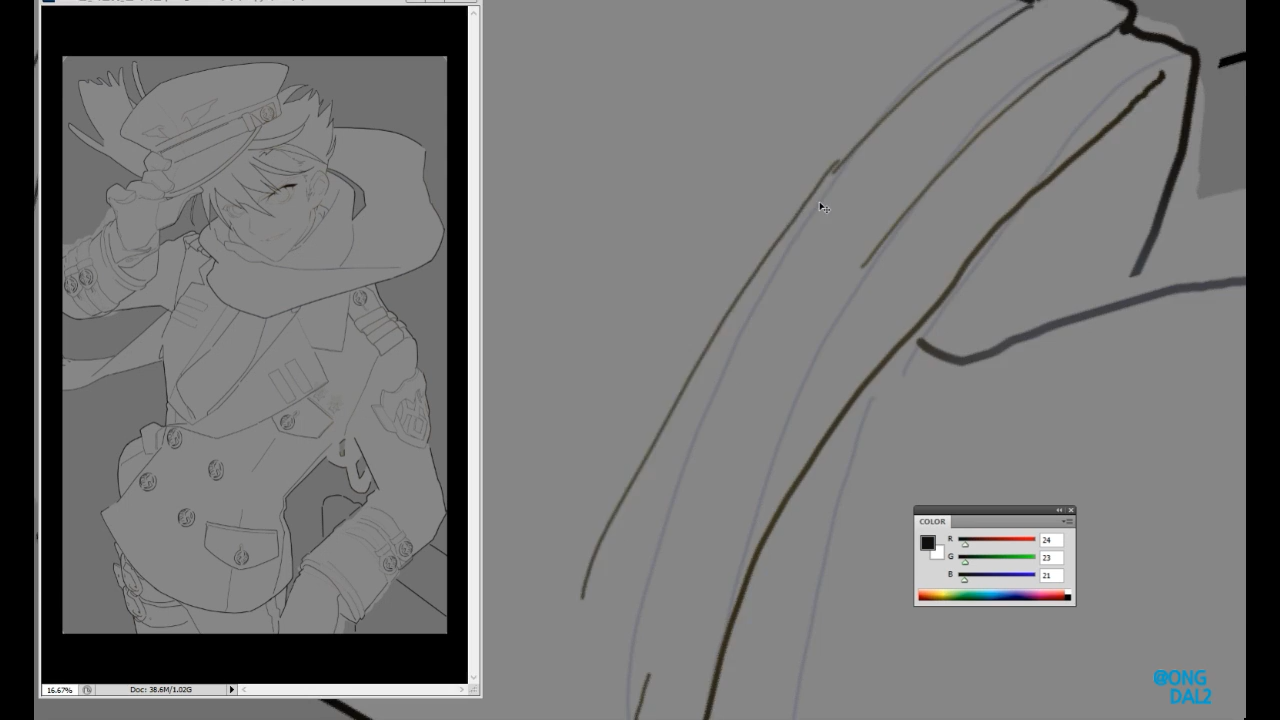 16.67%
Doc: 38.6M/1.02G
COLOR
R 24
G 23
B 21
@ONG
DAL2